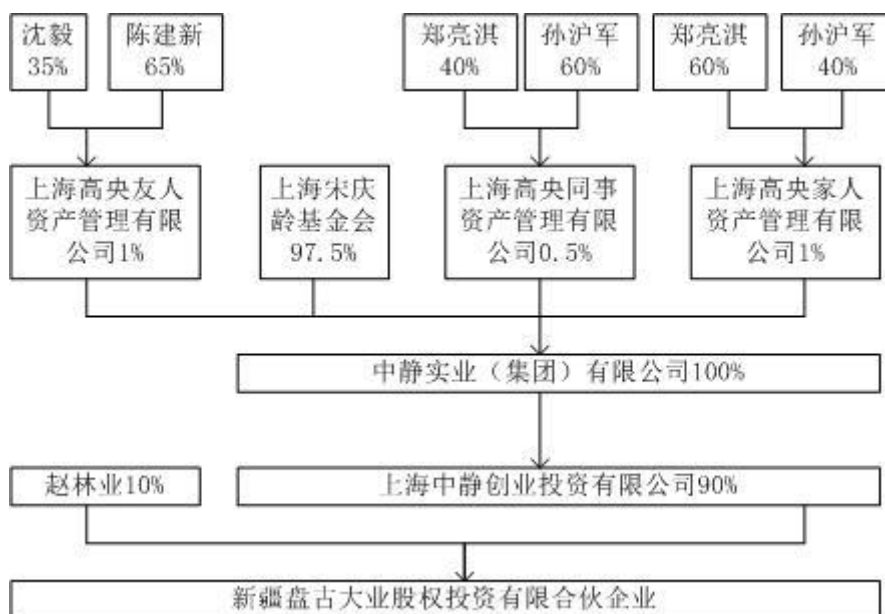 沈毅
35%
陈建新
65%
郑亮淇
40%
孙沪军
60%
郑亮淇
60%
孙沪军
40%
上海高央友人
资产管理有限
公司1%
上海宋庆
龄基金会
97.5%
上海高央同事
资产管理有限
公司0.5%
上海高央家人
资产管理有限
公司1%
中静实业（集团）有限公司100%
赵林业10%
上海中静创业投资有限公司90%
新疆盘古大业股权投资有限合伙企业